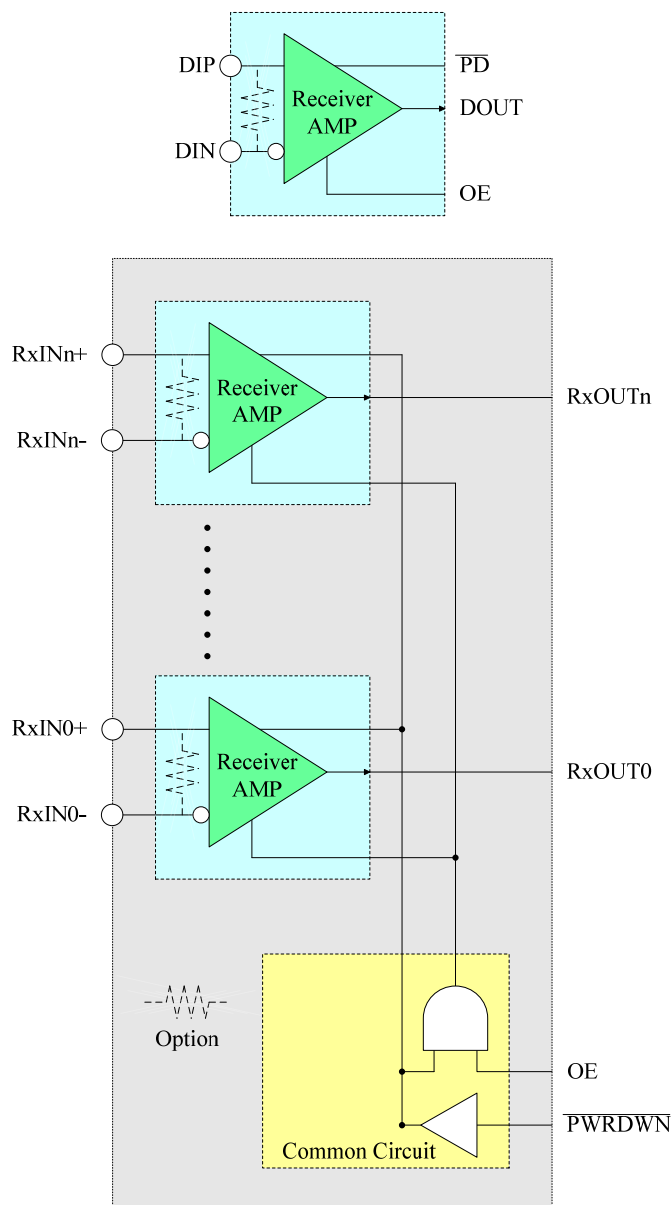 DIP
PD
Receiver
AMP
DOUT
DIN
OE
RxINn+
Receiver
AMP
RxOUTn
RxINn-
RxIN0+
Receiver
AMP
RxOUT0
RxIN0-
Option
OE
PWRDWN
Common Circuit